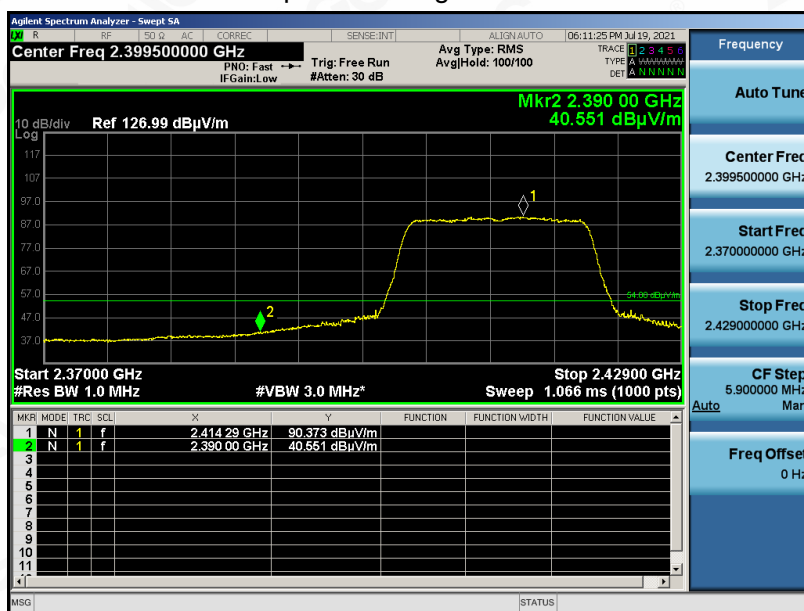 Agilent Spectrum Analyzer - Swept SA
LXI R RF 50 Ω AC CORREC SENSE:INT ALIGN AUTO 06:11:25 PM Jul 19, 2021
Center Freq 2.399500000 GHz
PNO: Fast
IFGain:Low
Trig: Free Run
#Atten: 30 dB
Avg Type: RMS
Avg|Hold: 100/100
TRACE 1 2 3 4 5 6
TYPE A WWWWW
DET A N N N N N
Mkr2 2.390 00 GHz
40.551 dBµV/m
10 dB/div Ref 126.99 dBµV/m
Log
117
107
97.0
87.0
77.0
67.0
57.0
47.0
37.0
1
2
54.00 dBµV/m
Start 2.37000 GHz Stop 2.42900 GHz
#Res BW 1.0 MHz #VBW 3.0 MHz* Sweep 1.066 ms (1000 pts)
MKR MODE TRC SCL X Y FUNCTION FUNCTION WIDTH FUNCTION VALUE
1 N 1 f 2.414 29 GHz 90.373 dBµV/m
2 N 1 f 2.390 00 GHz 40.551 dBµV/m
3
4
5
6
7
8
9
10
11
MSG STATUS
Frequency
Auto Tune
Center Freq
2.399500000 GHz
Start Freq
2.370000000 GHz
Stop Freq
2.429000000 GHz
CF Step
5.900000 MHz
Auto Man
Freq Offset
0 Hz